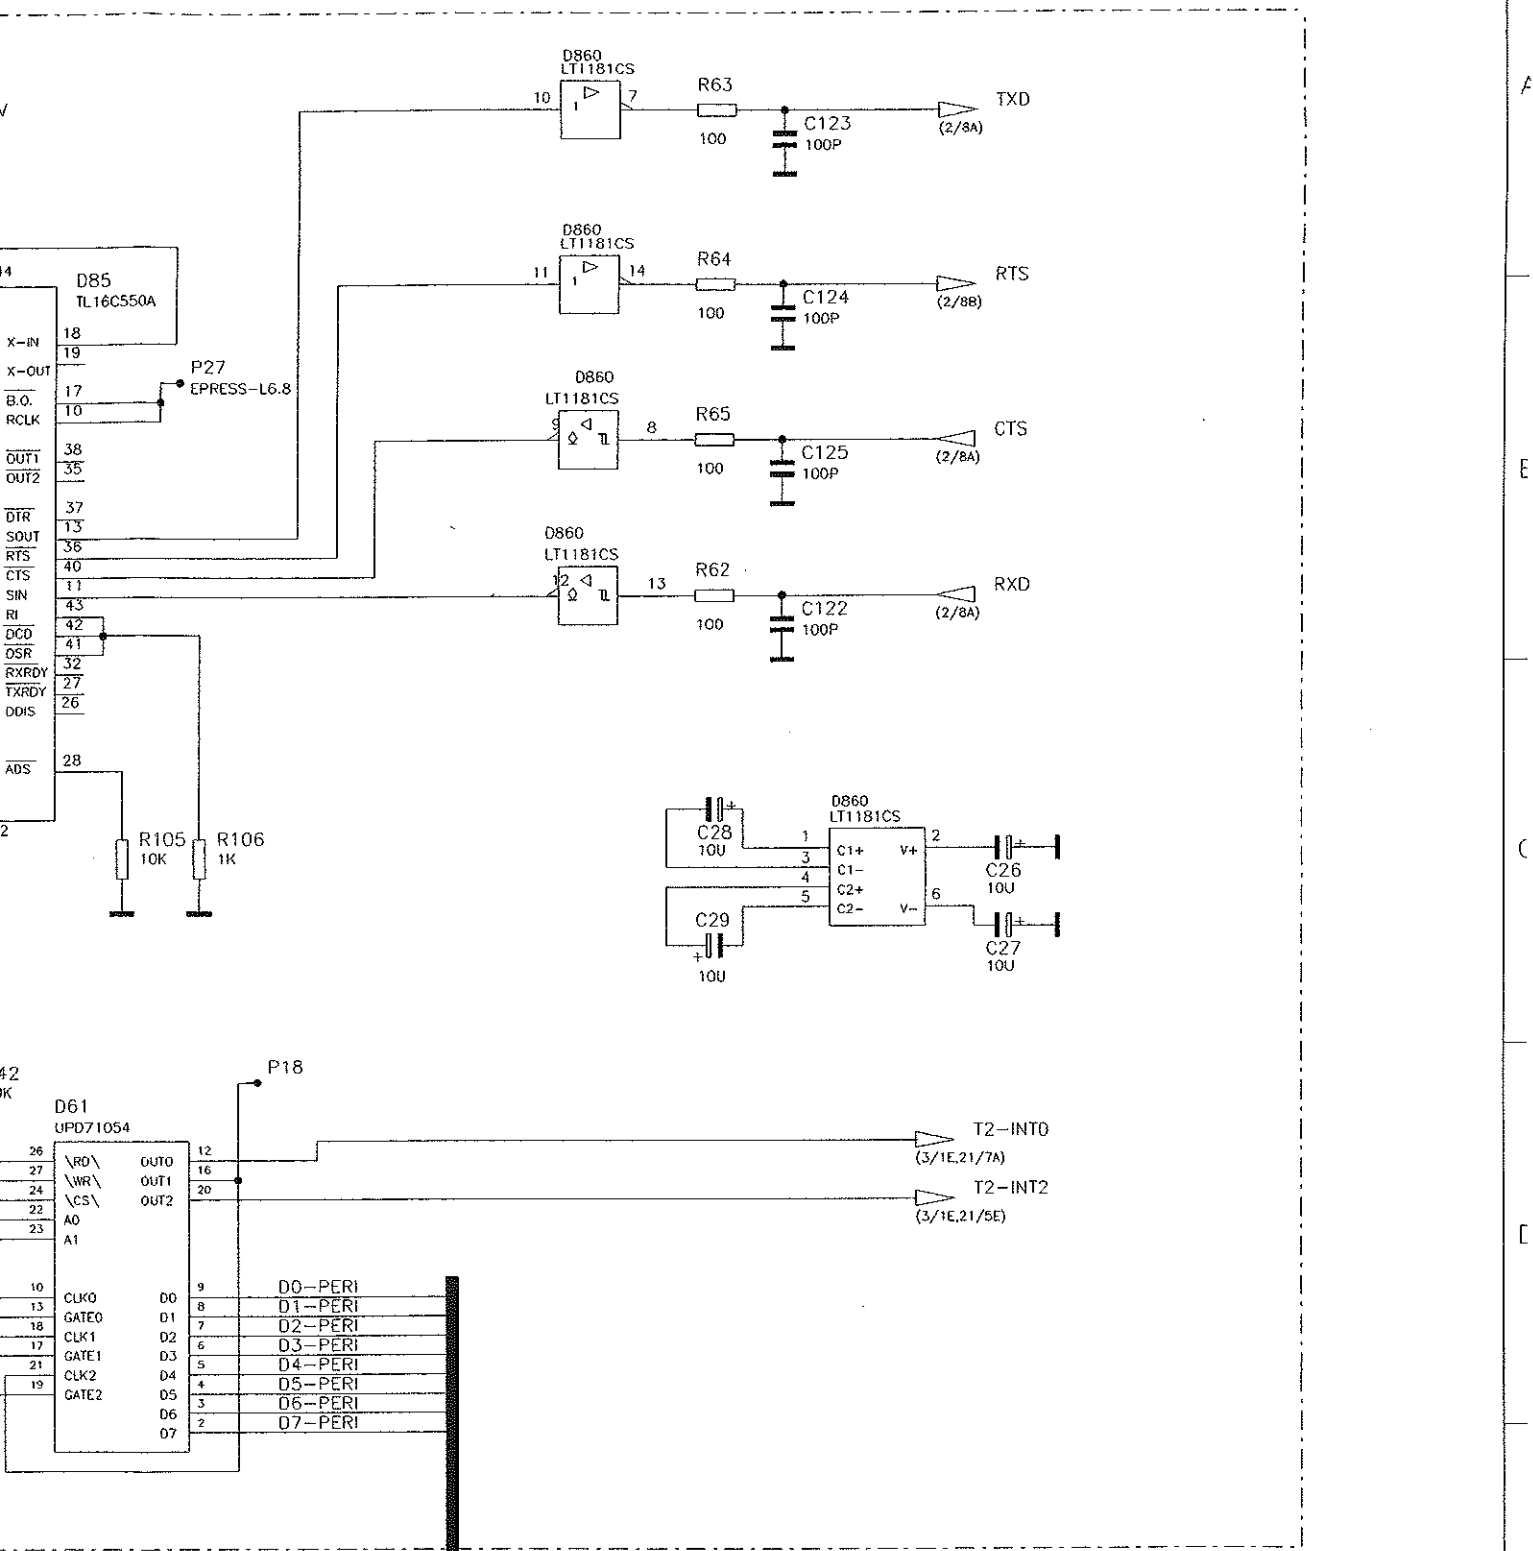 D860
LT1181CS
10
1
7
R63
100
C123
100P
TXD
(2/8A)
A
V
D860
LT1181CS
11
1
14
R64
100
C124
100P
RTS
(2/8B)
44
D85
TL16C550A
X-IN 18
19
X-OUT
B.O. 17
RCLK 10
P27
EPRESS-L6.8
OUT1 38
OUT2 35
DTR 37
SOUT 13
RTS 36
CTS 40
SIN 11
RI 43
DCD 42
DSR 41
RXRDY 32
TXRDY 27
DDIS 26
ADS 28
2
D860
LT1181CS
9
8
R65
100
C125
100P
CTS
(2/8A)
D860
LT1181CS
12
13
R62
100
C122
100P
RXD
(2/8A)
R105
10K
R106
1K
C28
10U
C29
10U
D860
LT1181CS
1 C1+ V+ 2
3 C1-
4 C2+
5 C2- V- 6
C26
10U
C27
10U
C
42
P18
D61
UPD71054
26 \RD\ OUT0 12
27 \WR\ OUT1 16
24 \CS\ OUT2 20
22 A0
23 A1
10 CLK0 D0 9 D0-PERI
13 GATE0 D1 8 D1-PERI
18 CLK1 D2 7 D2-PERI
17 GATE1 D3 6 D3-PERI
21 CLK2 D4 5 D4-PERI
19 GATE2 D5 4 D5-PERI
D6 3 D6-PERI
D7 2 D7-PERI
T2-INT0
(3/1E,21/7A)
T2-INT2
(3/1E,21/5E)